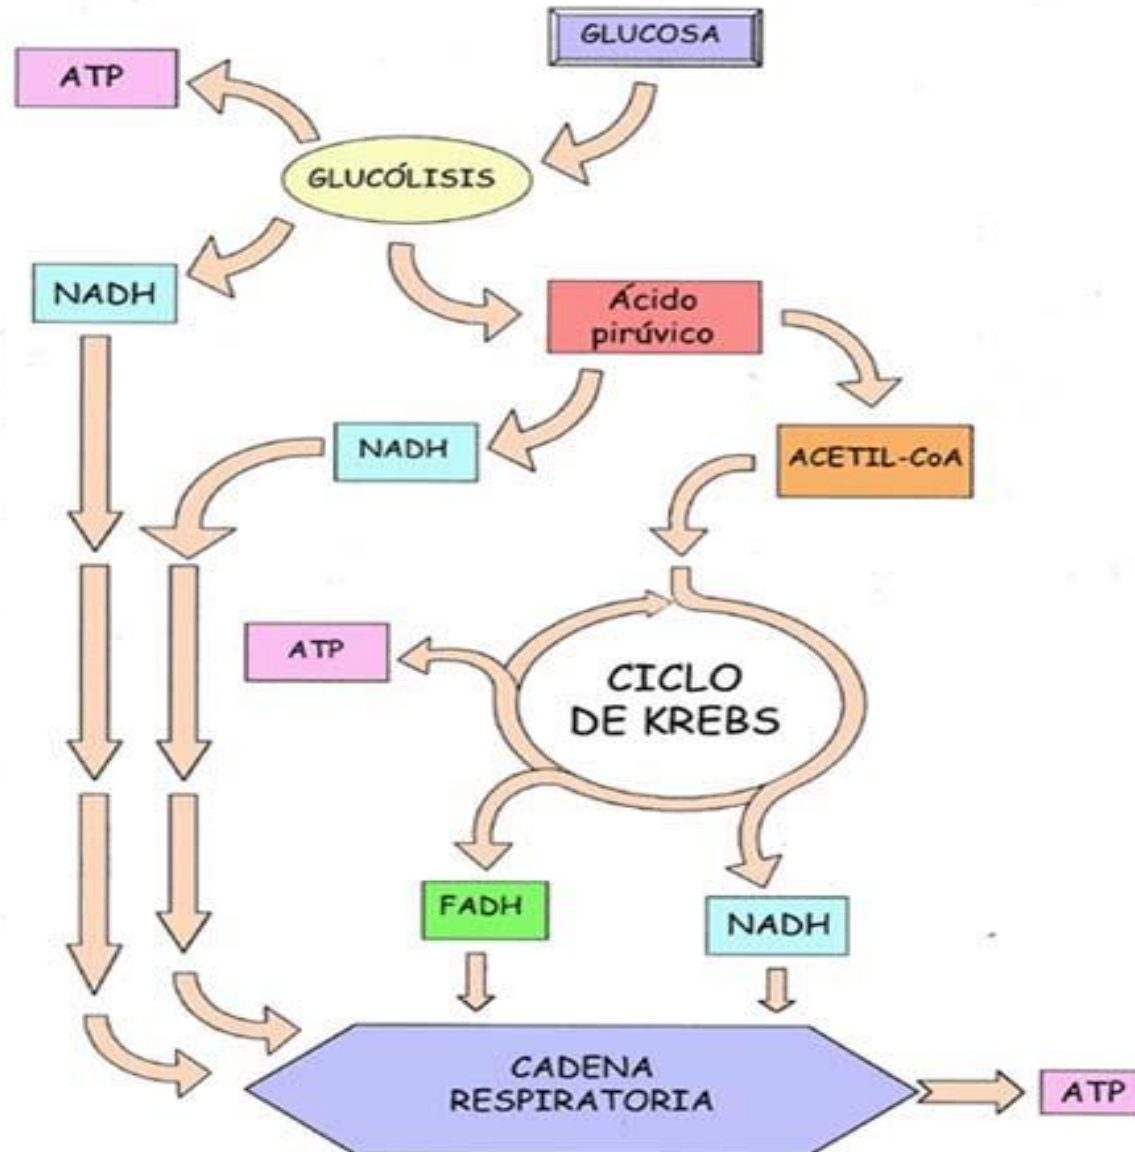 GLUCOSA
ATP
GLUCÓLISIS
NADH
Ácido
pirúvico
NADH
ACETIL-CoA
ATP
CICLO
DE KREBS
FADH
NADH
CADENA
RESPIRATORIA
ATP